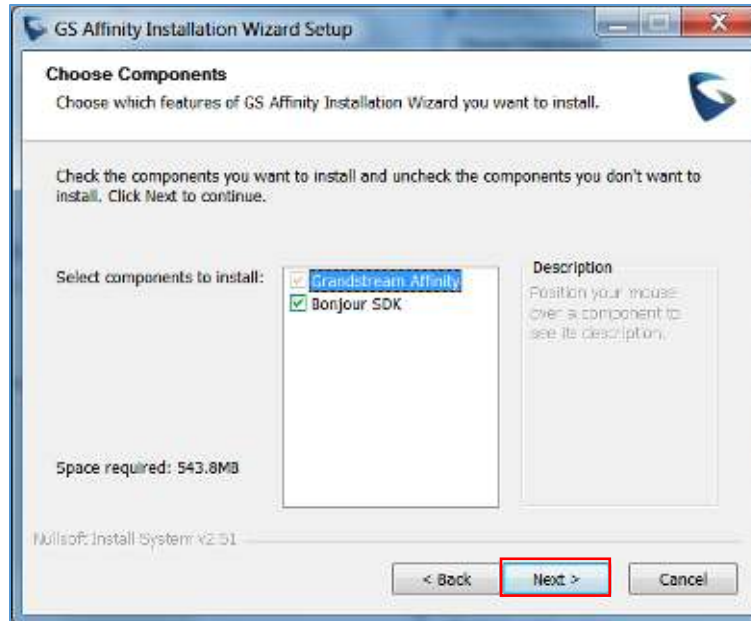 GS Affinity Installation Wizard Setup
Choose Components
Choose which features of GS Affinity Installation Wizard you want to install.
Check the components you want to install and uncheck the components you don't want to
install. Click Next to continue.
Select components to install:
Grandstream Affinity
Bonjour SDK
Description
Position your mouse
over a component to
see its description.
Space required: 543.8MB
Nullsoft Install System v2.51
< Back
Next >
Cancel